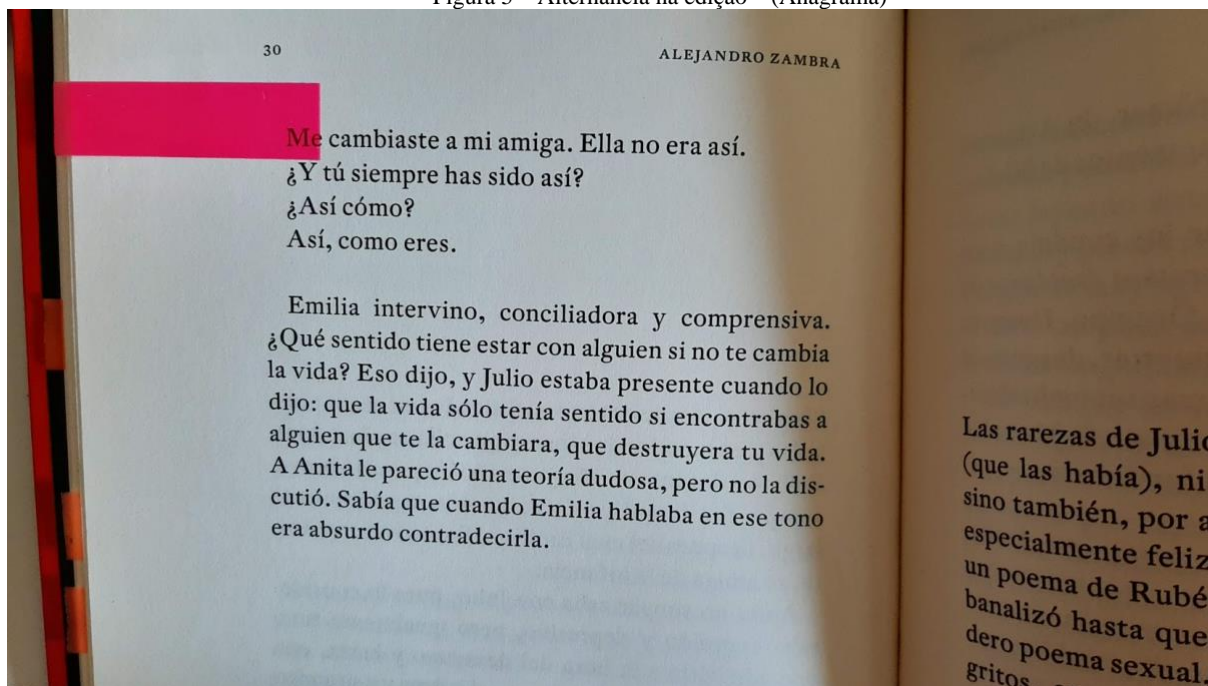 Figura 3 – Alternância na edição – (Anagrama)
30
ALEJANDRO ZAMBRA
Me cambiaste a mi amiga. Ella no era así.
¿Y tú siempre has sido así?
¿Así cómo?
Así, como eres.
Emilia intervino, conciliadora y comprensiva.
¿Qué sentido tiene estar con alguien si no te cambia
la vida? Eso dijo, y Julio estaba presente cuando lo
dijo: que la vida sólo tenía sentido si encontrabas a
alguien que te la cambiara, que destruyera tu vida.
A Anita le pareció una teoría dudosa, pero no la dis-
cutió. Sabía que cuando Emilia hablaba en ese tono
era absurdo contradecirla.
Las rarezas de Julio
(que las había), ni
sino también, por a
especialmente feliz
un poema de Rubé
banalizó hasta que
dero poema sexual,
gritos